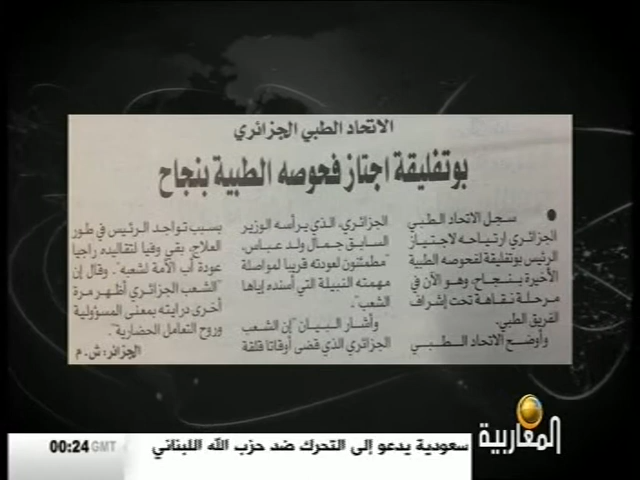 الاتحاد الطبي الجزائري
بوتفليقة اجتاز فحوصه الطبية بنجاح
● سجل الاتحاد الطبي
الجزائري ارتياحه لاجتياز
الرئيس بوتفليقة لفحوصه الطبية
الأخيرة بنجاح، وهو الآن في
مرحلة نقاهة تحت إشراف
الفريق الطبي.
وأوضح الاتحاد الطبي
الجزائري، الذي يرأسه الوزير
السابق جمال ولد عباس،
"مطمئنون لعودته قريبا لمواصلة
مهمته النبيلة التي أسنده إياها
الشعب".
وأشار البيان "إن الشعب
الجزائري الذي قضى أوقاتا قلقة
بسبب تواجد الرئيس في طور
العلاج، بقي وفيا لتقاليده راجيا
عودة أب الأمة لشعبه". وقال إن
"الشعب الجزائري أظهر مرة
أخرى درايته بمعنى المسؤولية
وروح التعامل الحضارية".
الجزائر: ش. م
المغاربية
سعودية يدعو إلى التحرك ضد حزب الله اللبناني
00:24 GMT